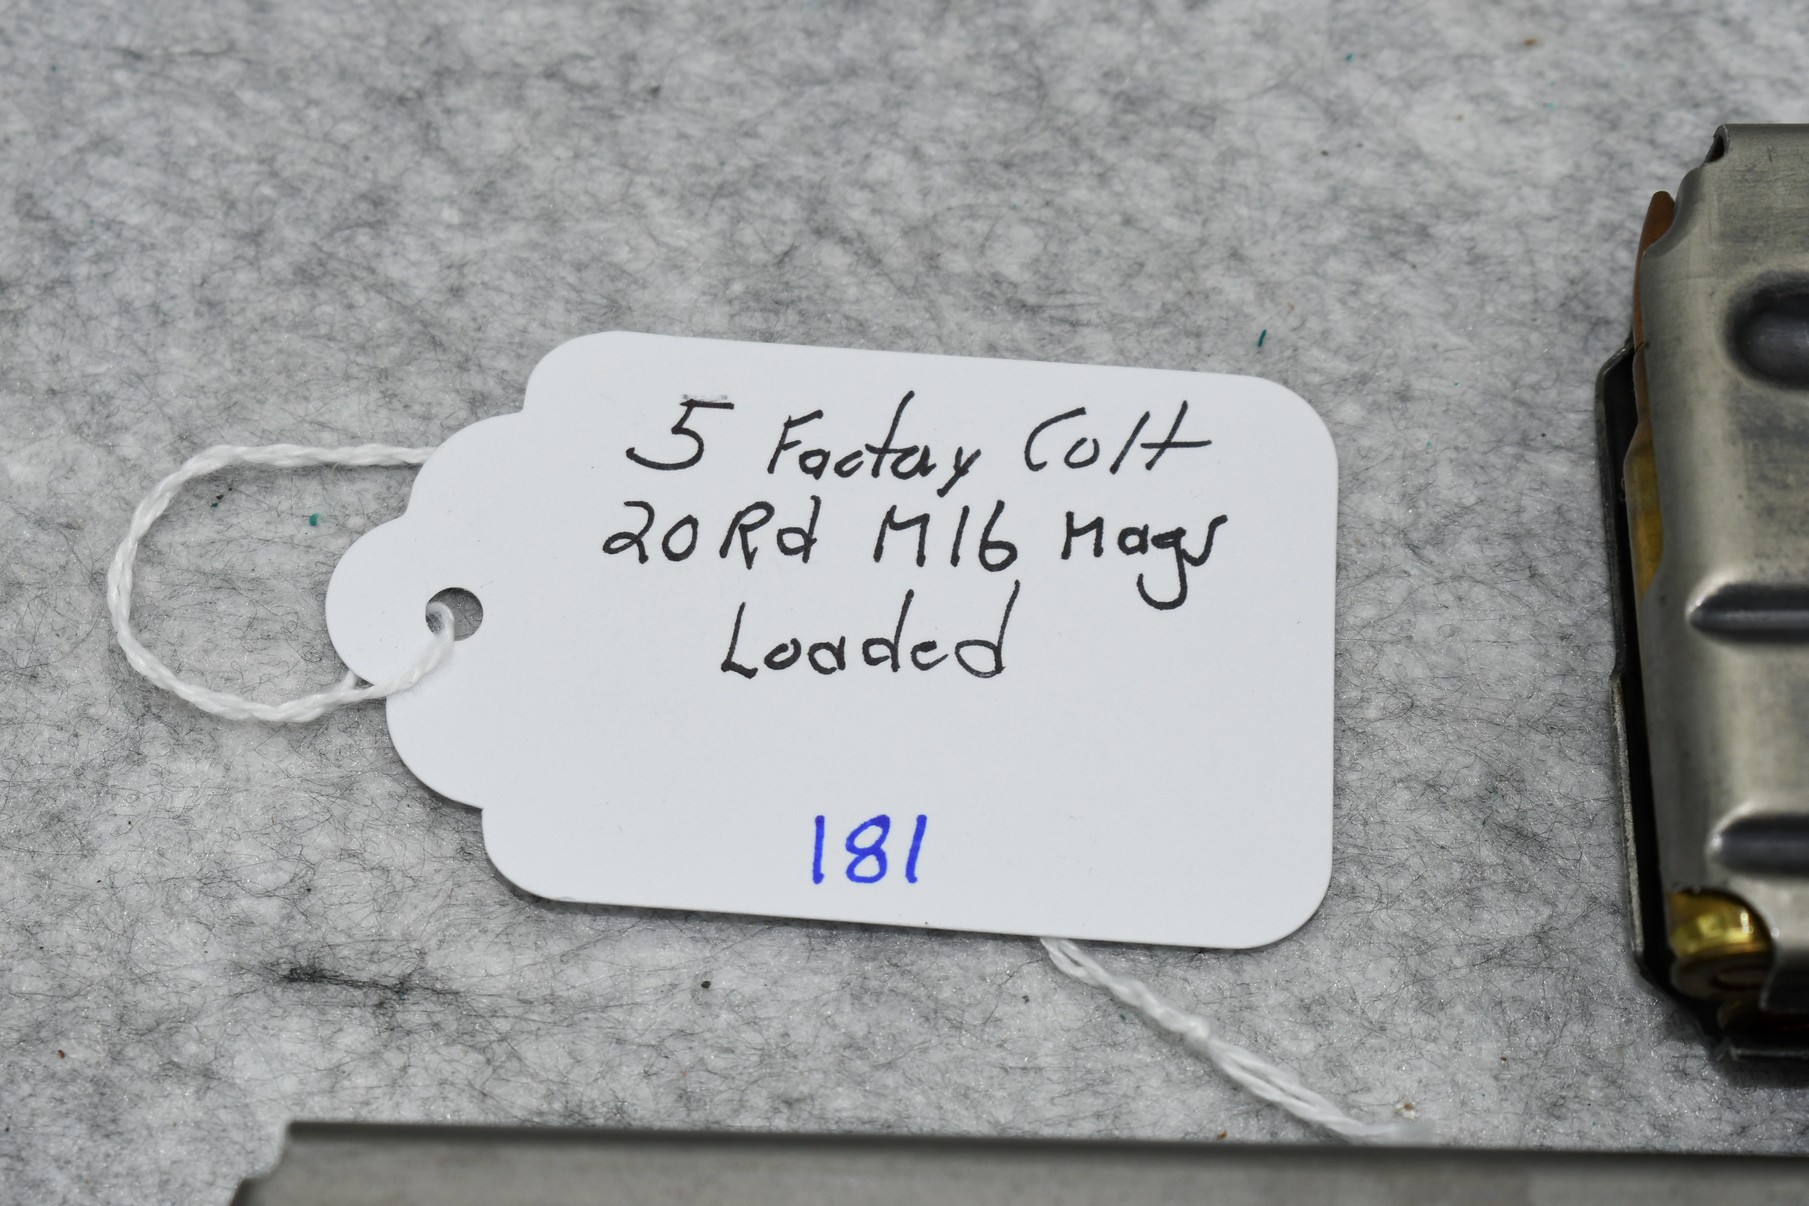 5 Factory Colt
20Rd M16 Mags
Loaded
181